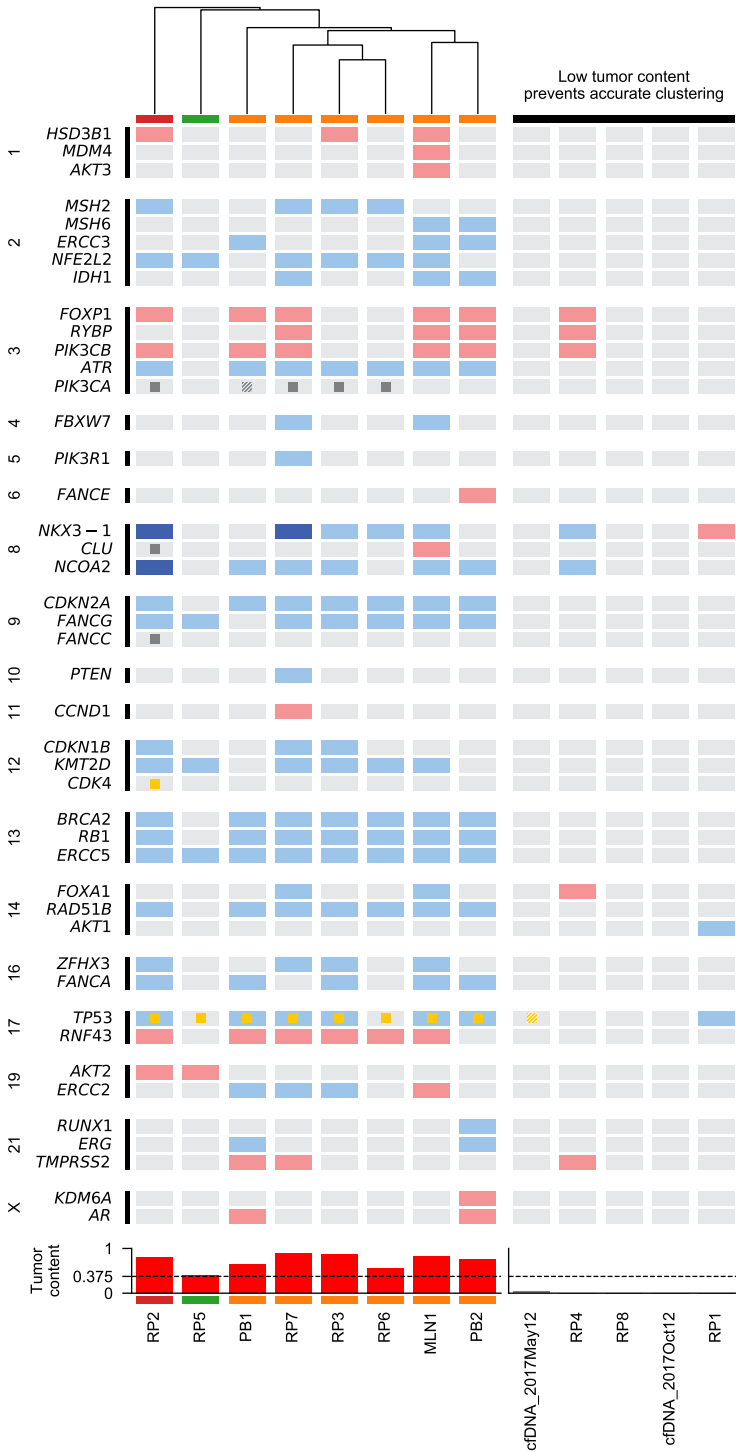 Low tumor content
prevents accurate clustering
1
HSD3B1
MDM4
AKT3
2
MSH2
MSH6
ERCC3
NFE2L2
IDH1
3
FOXP1
RYBP
PIK3CB
ATR
PIK3CA
4
FBXW7
5
PIK3R1
6
FANCE
8
NKX3−1
CLU
NCOA2
9
CDKN2A
FANCG
FANCC
10
PTEN
11
CCND1
12
CDKN1B
KMT2D
CDK4
13
BRCA2
RB1
ERCC5
14
FOXA1
RAD51B
AKT1
16
ZFHX3
FANCA
17
TP53
RNF43
19
AKT2
ERCC2
21
RUNX1
ERG
TMPRSS2
X
KDM6A
AR
Tumor
content
1
0.375
0
RP2
RP5
PB1
RP7
RP3
RP6
MLN1
PB2
cfDNA_2017May12
RP4
RP8
cfDNA_2017Oct12
RP1